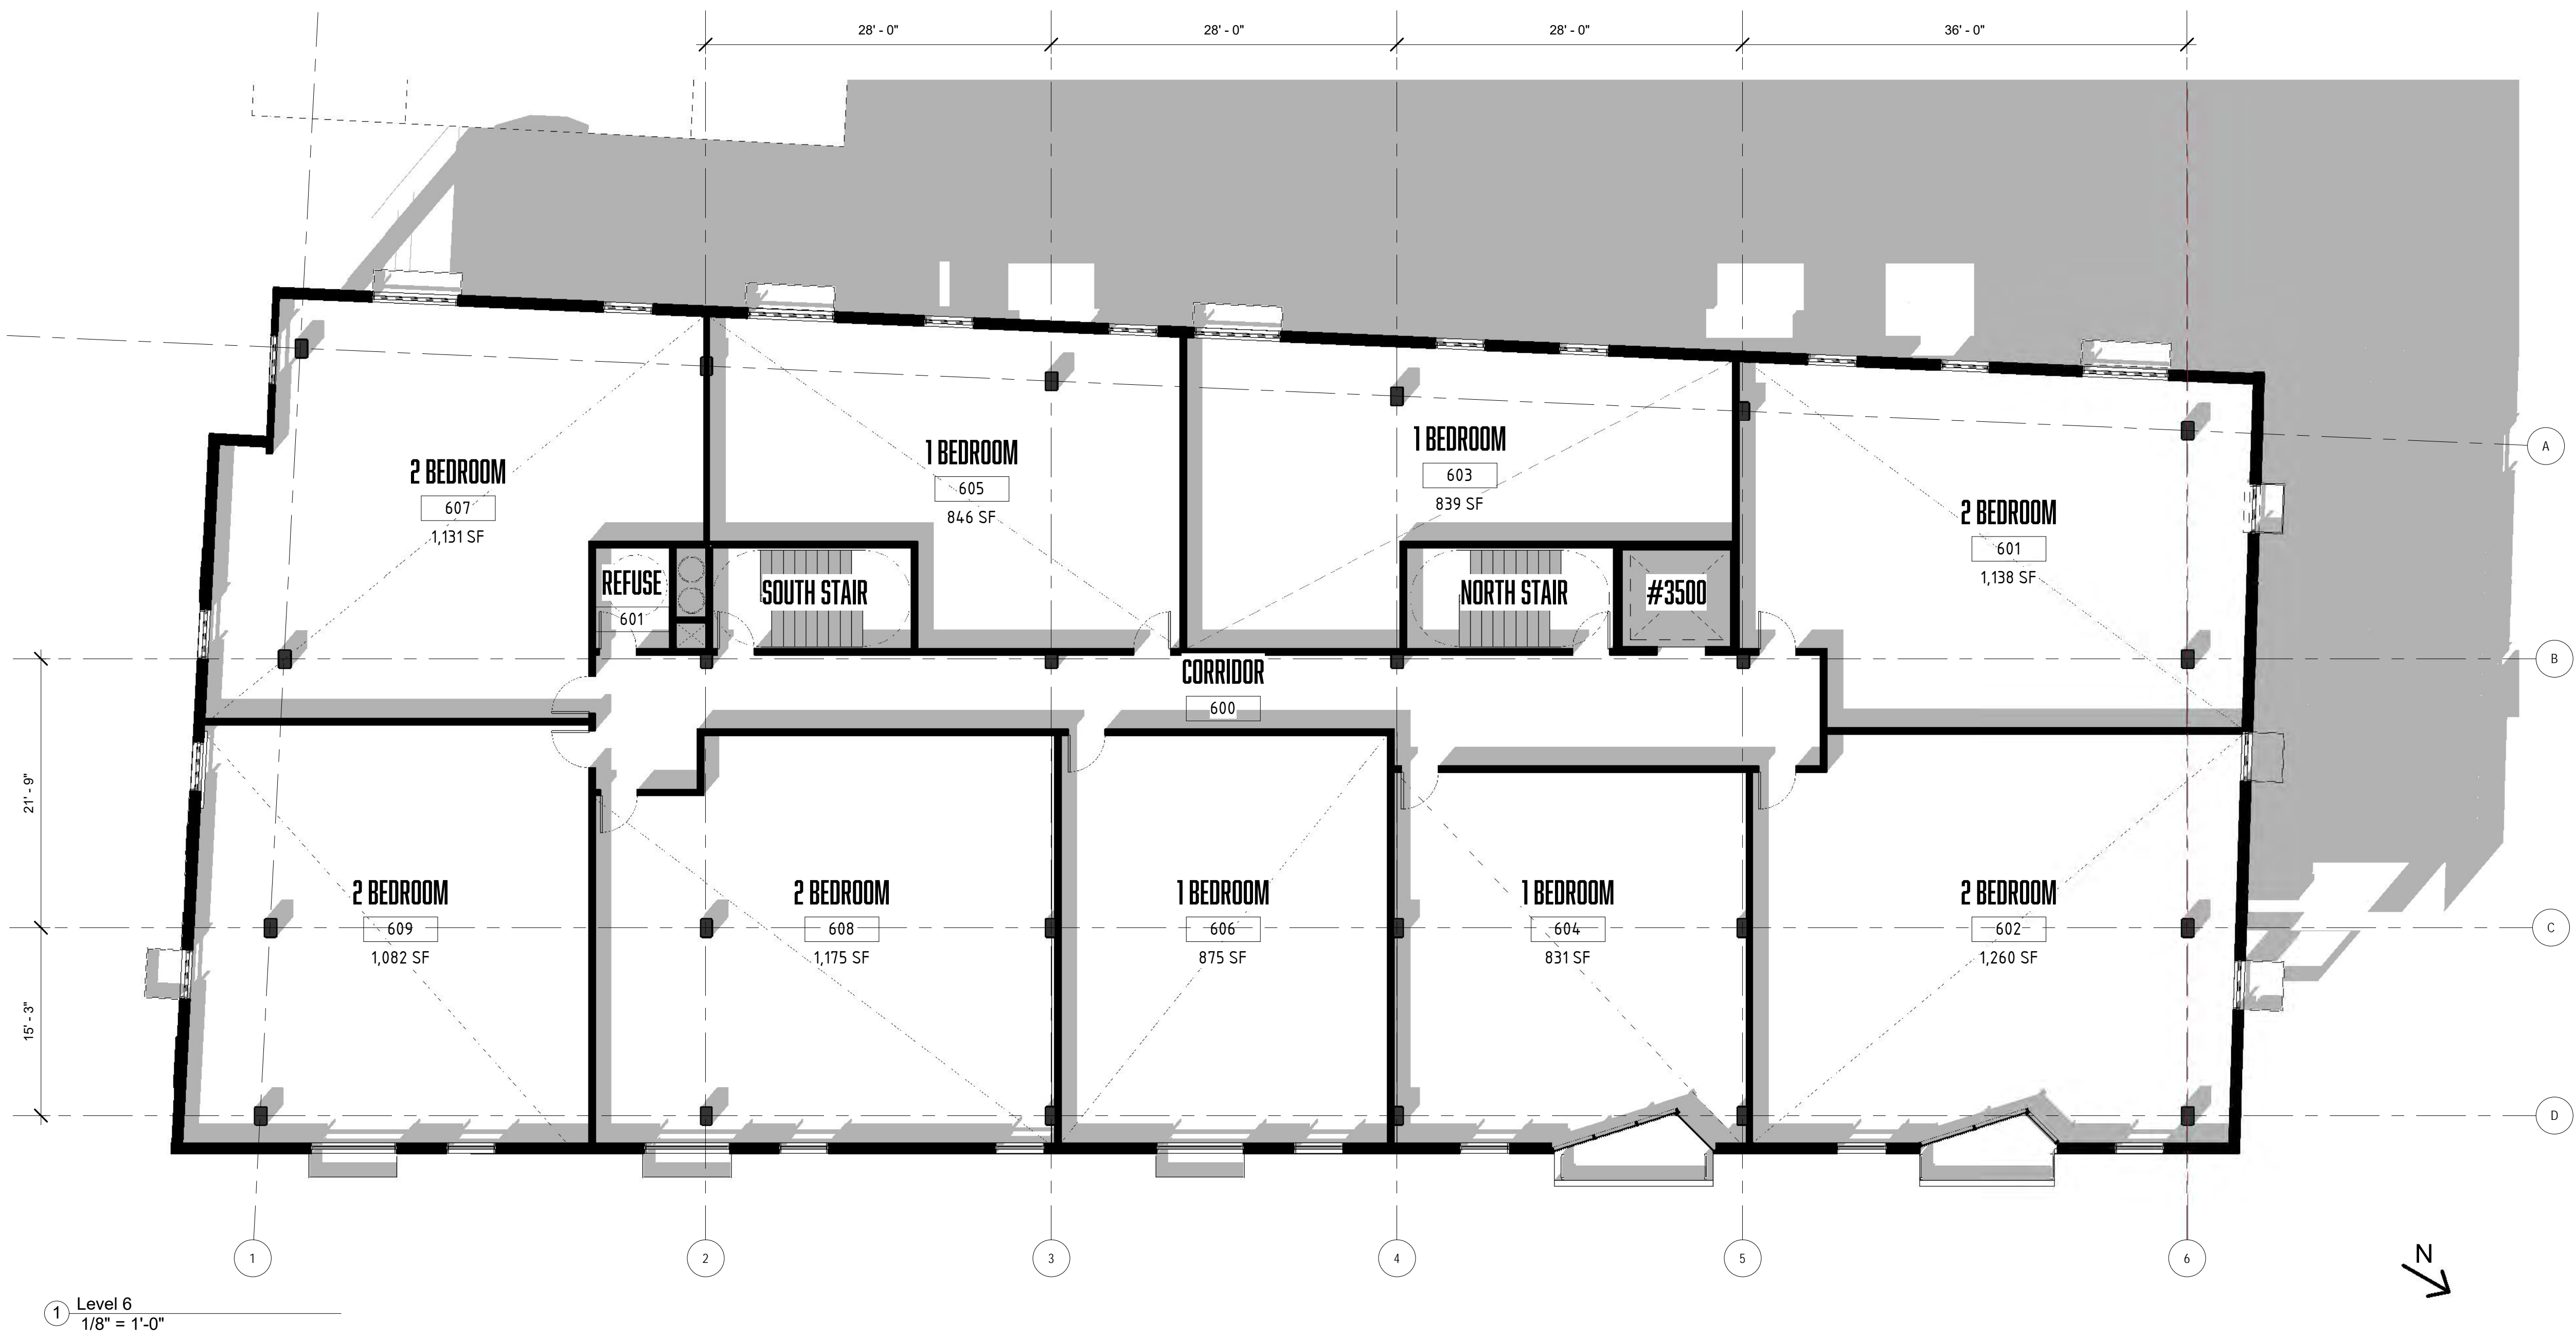 28' - 0"
28' - 0"
28' - 0"
36' - 0"
A
2 BEDROOM
607
1,131 SF
1 BEDROOM
605
846 SF
1 BEDROOM
603
839 SF
2 BEDROOM
601
1,138 SF
REFUSE
601
SOUTH STAIR
NORTH STAIR
#3500
B
CORRIDOR
600
21' - 9"
2 BEDROOM
609
1,082 SF
2 BEDROOM
608
1,175 SF
1 BEDROOM
606
875 SF
1 BEDROOM
604
831 SF
2 BEDROOM
602
1,260 SF
C
15' - 3"
D
1
2
3
4
5
6
N
1 Level 6
1/8" = 1'-0"